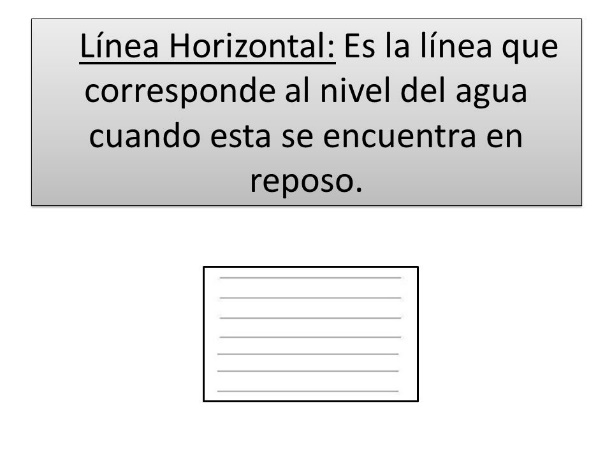 Línea Horizontal: Es la línea que
corresponde al nivel del agua
cuando esta se encuentra en
reposo.